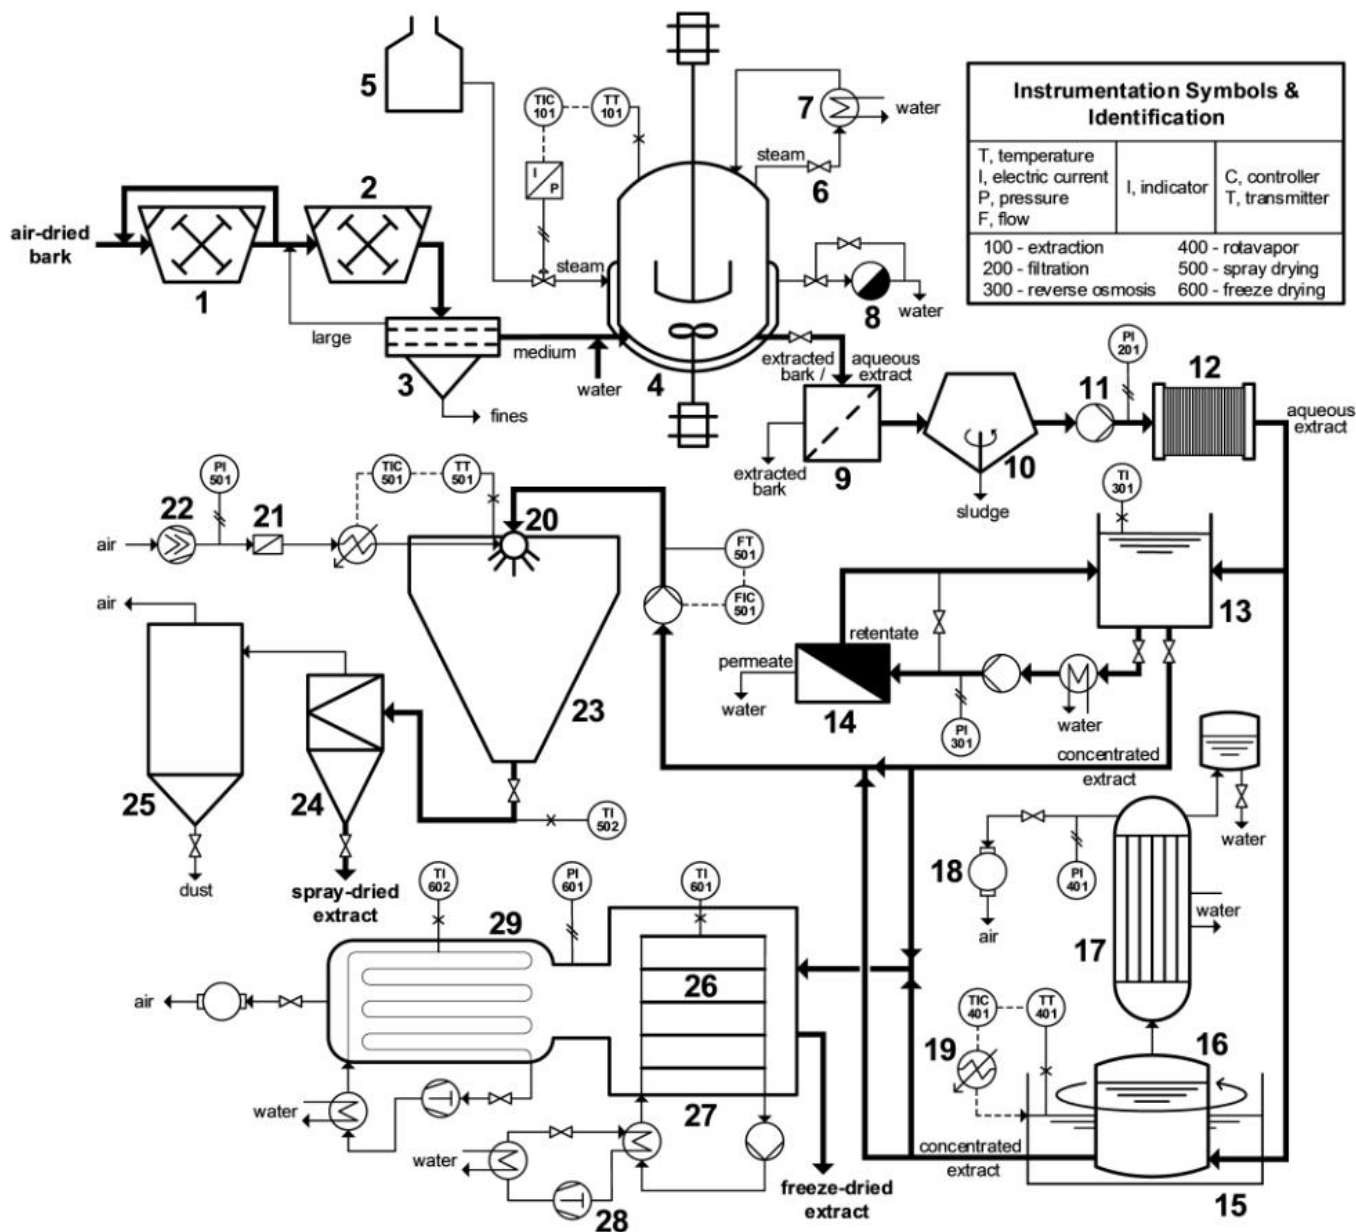 5
TIC
101
TT
101
7
water
steam
6
I
P
Instrumentation Symbols &
Identification
T, temperature
I, electric current
P, pressure
F, flow
I, indicator
C, controller
T, transmitter
100 - extraction
200 - filtration
300 - reverse osmosis
400 - rotavapor
500 - spray drying
600 - freeze drying
2
air-dried
bark
1
steam
8
water
large
medium
3
water
4
fines
extracted
bark /
aqueous
extract
PI
201
11
12
aqueous
extract
9
10
extracted
bark
sludge
TI
301
PI
501
TIC
501
TT
501
22
21
20
air
FT
501
FIC
501
13
air
retentate
permeate
water
14
water
PI
301
23
25
24
concentrated
extract
TI
502
water
18
PI
401
air
17
water
dust
spray-dried
extract
TI
602
PI
601
TI
601
29
26
air
TIC
401
TT
401
19
16
water
27
water
28
concentrated
extract
freeze-dried
extract
15